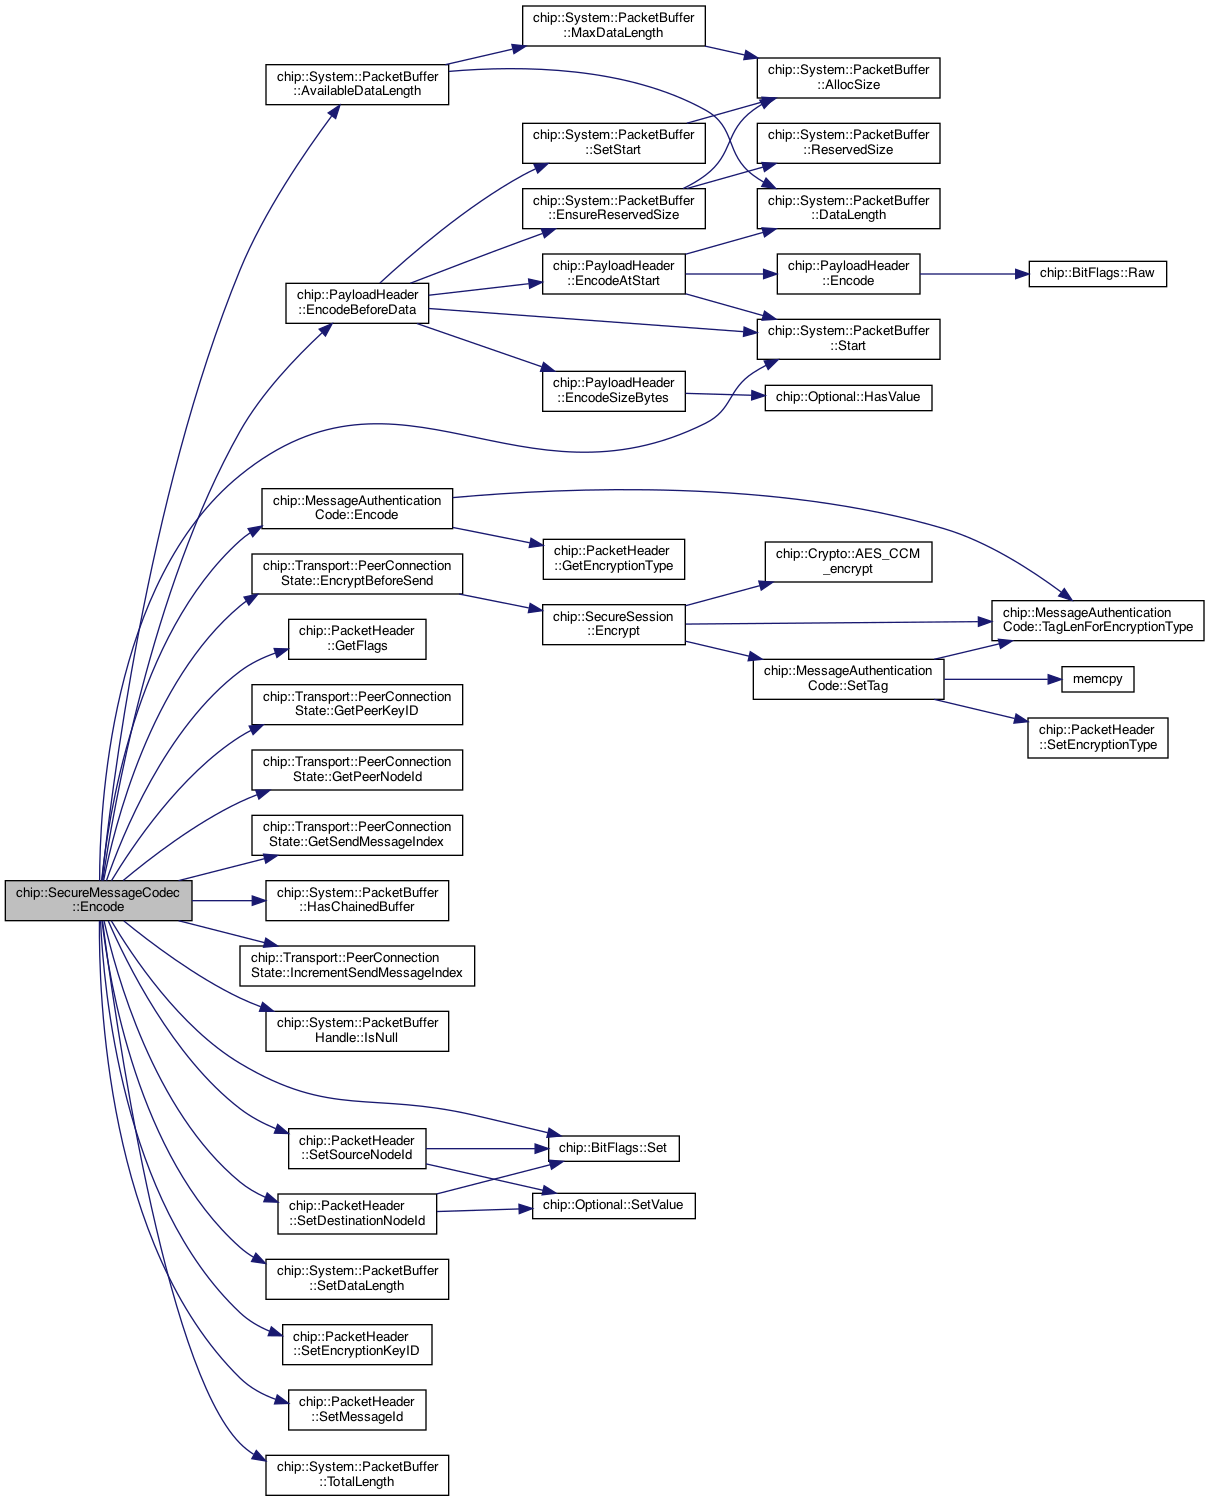 chip::System::PacketBuffer
::MaxDataLength
chip::System::PacketBuffer
::AllocSize
chip::System::PacketBuffer
::AvailableDataLength
chip::System::PacketBuffer
::SetStart
chip::System::PacketBuffer
::ReservedSize
chip::System::PacketBuffer
::EnsureReservedSize
chip::System::PacketBuffer
::DataLength
chip::PayloadHeader
::EncodeAtStart
chip::PayloadHeader
::Encode
chip::BitFlags::Raw
chip::PayloadHeader
::EncodeBeforeData
chip::System::PacketBuffer
::Start
chip::PayloadHeader
::EncodeSizeBytes
chip::Optional::HasValue
chip::MessageAuthentication
Code::Encode
chip::PacketHeader
::GetEncryptionType
chip::Crypto::AES_CCM
_encrypt
chip::Transport::PeerConnection
State::EncryptBeforeSend
chip::SecureSession
::Encrypt
chip::MessageAuthentication
Code::TagLenForEncryptionType
chip::PacketHeader
::GetFlags
chip::MessageAuthentication
Code::SetTag
memcpy
chip::Transport::PeerConnection
State::GetPeerKeyID
chip::PacketHeader
::SetEncryptionType
chip::Transport::PeerConnection
State::GetPeerNodeId
chip::Transport::PeerConnection
State::GetSendMessageIndex
chip::SecureMessageCodec
::Encode
chip::System::PacketBuffer
::HasChainedBuffer
chip::Transport::PeerConnection
State::IncrementSendMessageIndex
chip::System::PacketBuffer
Handle::IsNull
chip::PacketHeader
::SetSourceNodeId
chip::BitFlags::Set
chip::PacketHeader
::SetDestinationNodeId
chip::Optional::SetValue
chip::System::PacketBuffer
::SetDataLength
chip::PacketHeader
::SetEncryptionKeyID
chip::PacketHeader
::SetMessageId
chip::System::PacketBuffer
::TotalLength